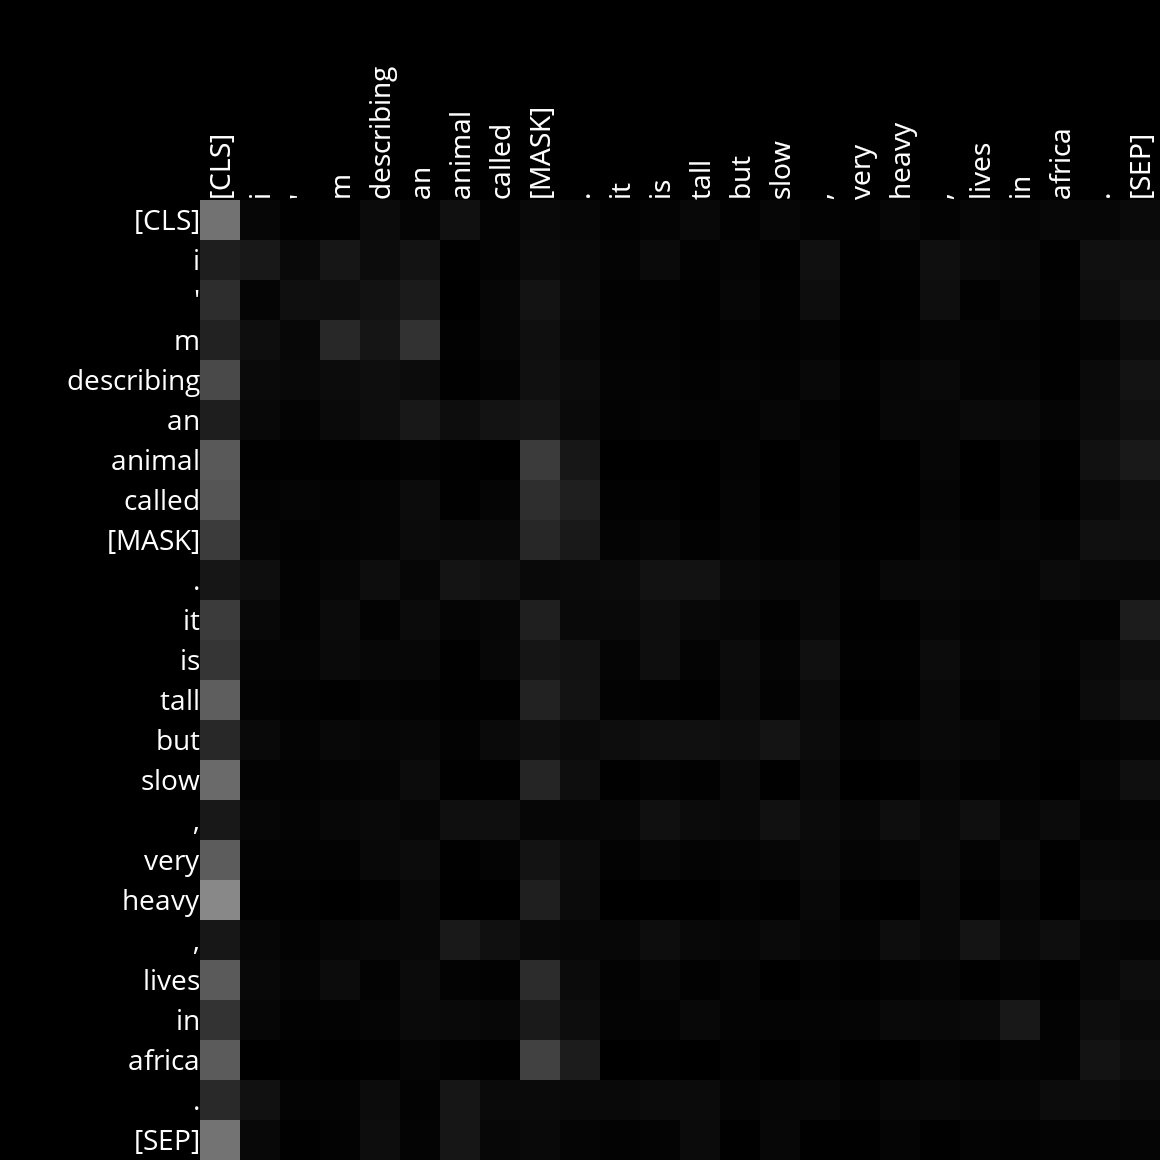 [CLS] i ' m describing an animal called [MASK] . it is tall but slow , very heavy , lives in africa . [SEP]
[CLS]
i
'
m
describing
an
animal
called
[MASK]
.
it
is
tall
but
slow
,
very
heavy
,
lives
in
africa
.
[SEP]